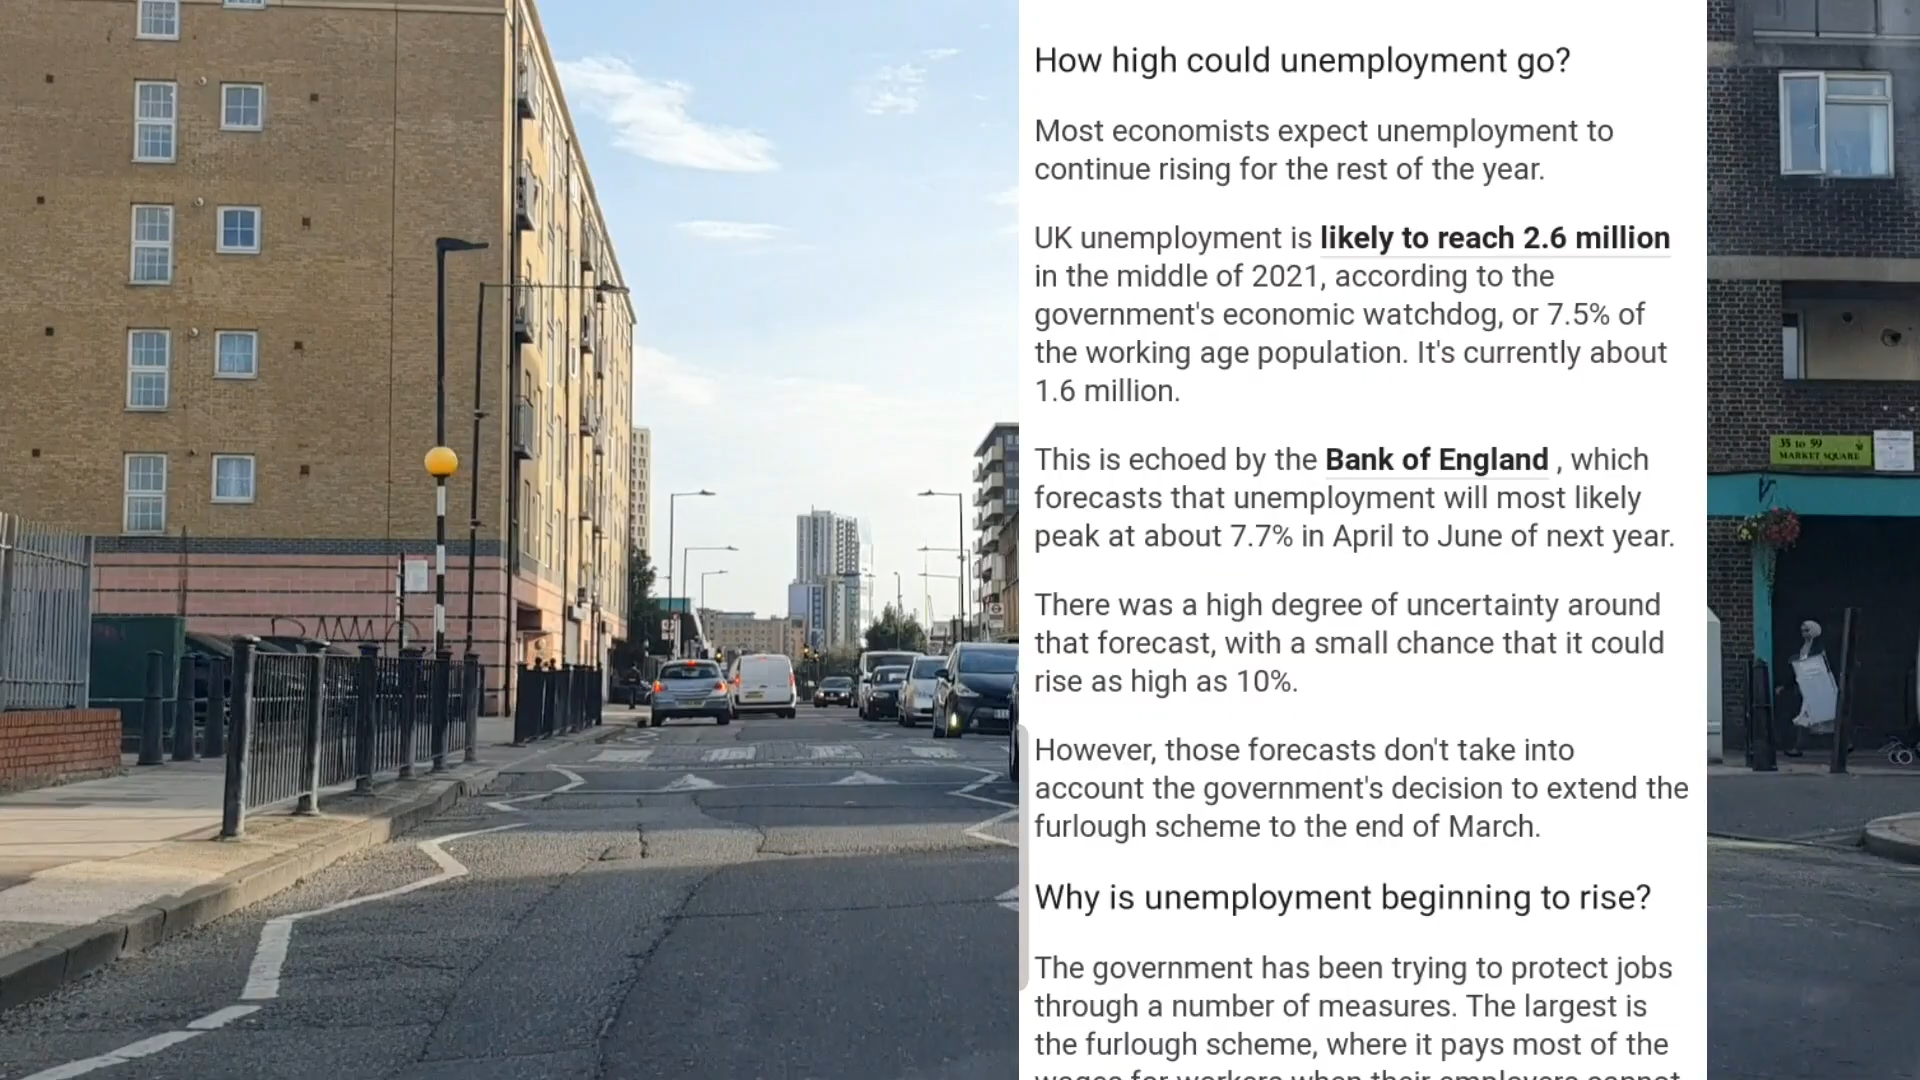 How high could unemployment go?
Most economists expect unemployment to
continue rising for the rest of the year.
UK unemployment is likely to reach 2.6 million
in the middle of 2021, according to the
government's economic watchdog, or 7.5% of
the working age population. It's currently about
1.6 million.
This is echoed by the Bank of England , which
forecasts that unemployment will most likely
peak at about 7.7% in April to June of next year.
There was a high degree of uncertainty around
that forecast, with a small chance that it could
rise as high as 10%.
However, those forecasts don't take into
account the government's decision to extend the
furlough scheme to the end of March.
Why is unemployment beginning to rise?
The government has been trying to protect jobs
through a number of measures. The largest is
the furlough scheme, where it pays most of the
wages for workers when their employers cannot
35 to 59
MARKET SQUARE